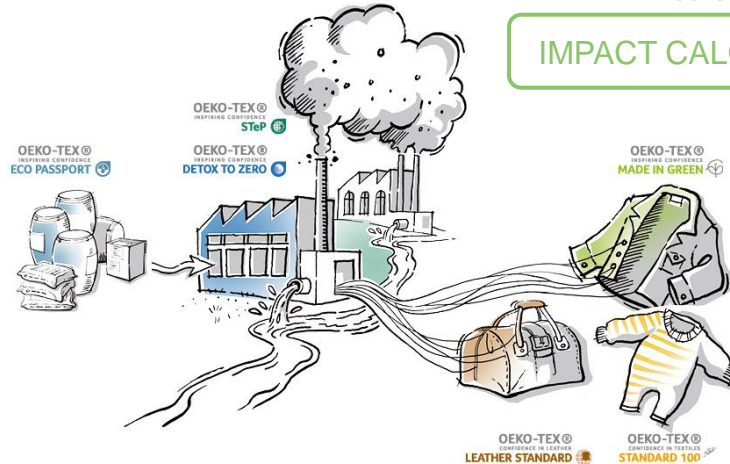 IMPACT CAL
OEKO-TEX®
INSPIRING CONFIDENCE
STeP
OEKO-TEX®
INSPIRING CONFIDENCE
DETOX TO ZERO
OEKO-TEX®
INSPIRING CONFIDENCE
ECO PASSPORT
OEKO-TEX®
INSPIRING CONFIDENCE
MADE IN GREEN
OEKO-TEX®
CONFIDENCE IN LEATHER
LEATHER STANDARD
OEKO-TEX®
CONFIDENCE IN TEXTILES
STANDARD 100